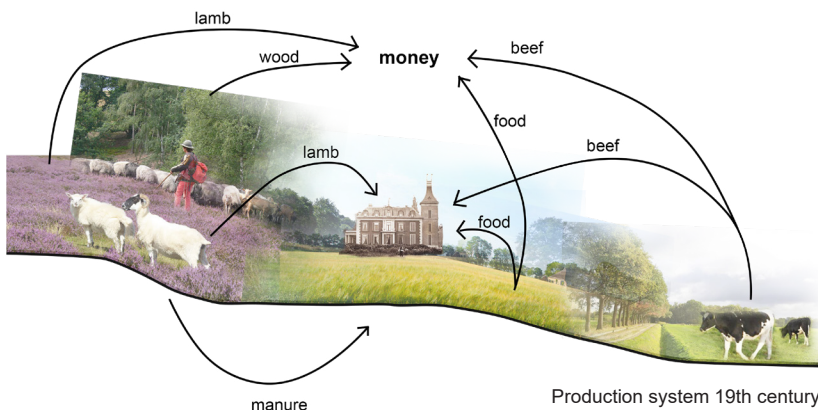 lamb
wood
money
beef
food
beef
lamb
food
manure
Production system 19th century